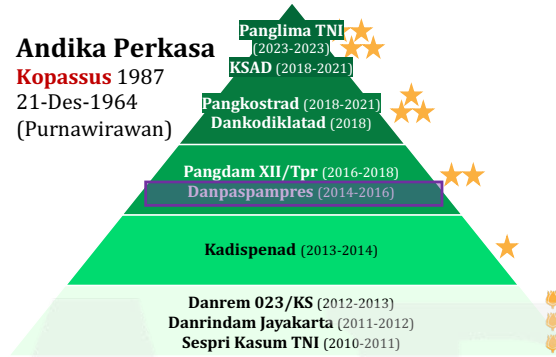 Andika Perkasa
Kopassus 1987
21-Des-1964
(Purnawirawan)
Panglima TNI
(2023-2023)
KSAD (2018-2021)
Pangkostrad (2018-2021)
Dankodiklatad (2018)
Pangdam XII/Tpr (2016-2018)
Danpaspampres (2014-2016)
Kadispenad (2013-2014)
Danrem 023/KS (2012-2013)
Danrindam Jayakarta (2011-2012)
Sespri Kasum TNI (2010-2011)